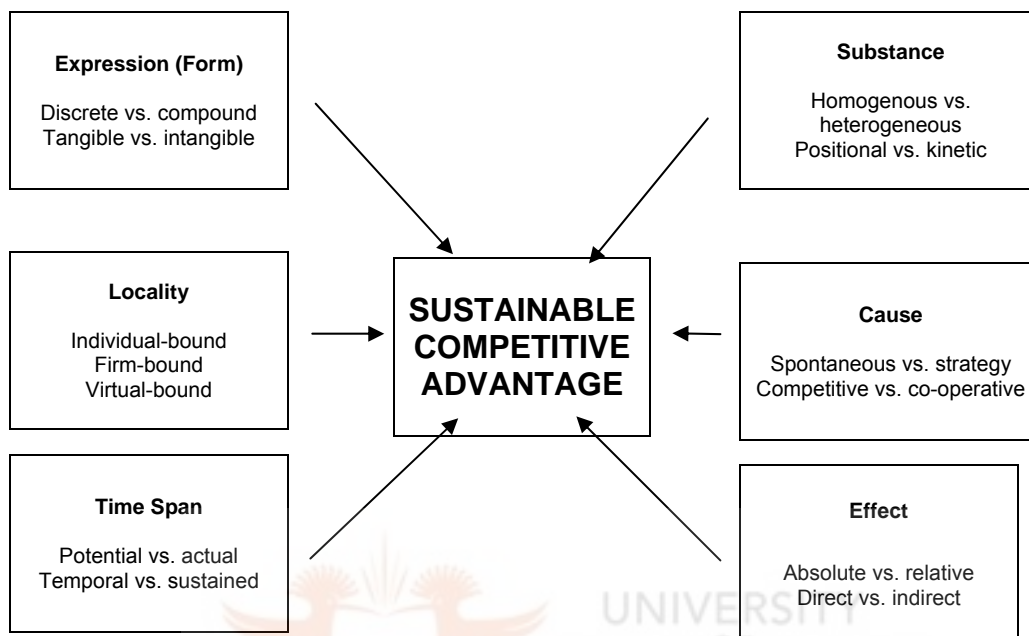 Expression (Form)
Discrete vs. compound
Tangible vs. intangible
Substance
Homogenous vs.
heterogeneous
Positional vs. kinetic
Locality
Individual-bound
Firm-bound
Virtual-bound
SUSTAINABLE
COMPETITIVE
ADVANTAGE
Cause
Spontaneous vs. strategy
Competitive vs. co-operative
Time Span
Potential vs. actual
Temporal vs. sustained
Effect
Absolute vs. relative
Direct vs. indirect
UNIVERSITY